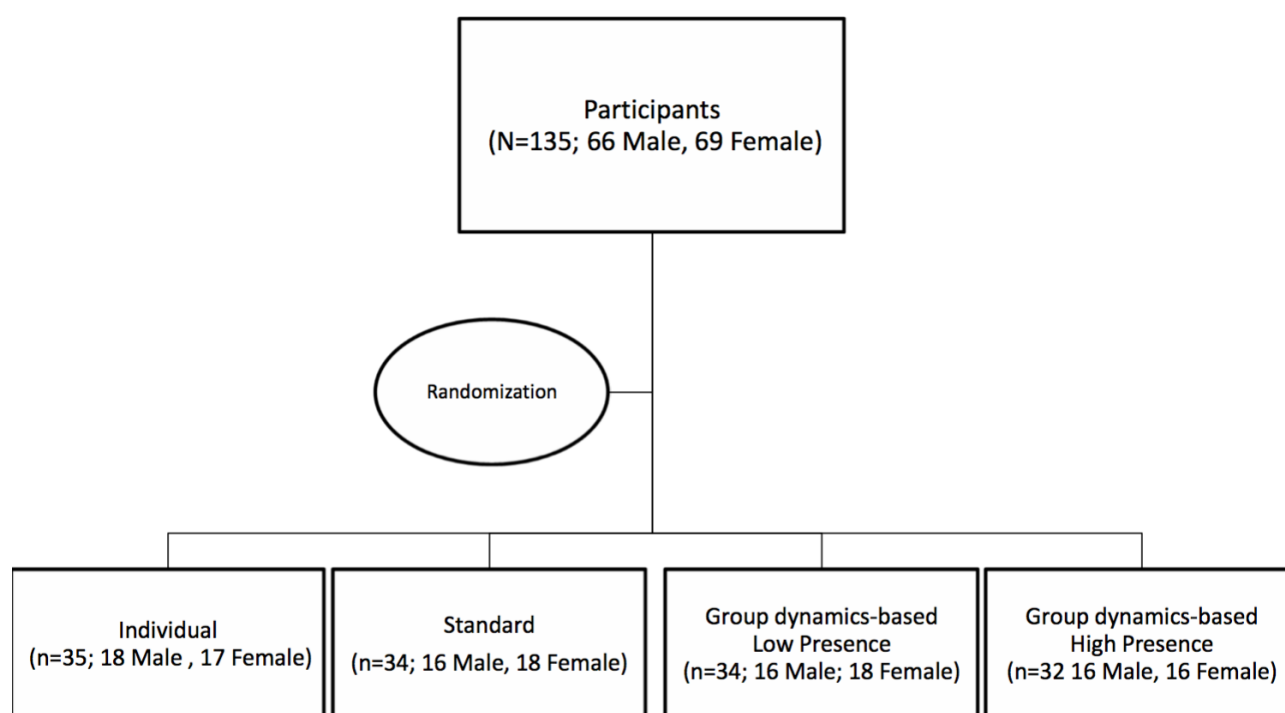 Participants
(N=135; 66 Male, 69 Female)
Randomization
Individual
(n=35; 18 Male , 17 Female)
Standard
(n=34; 16 Male, 18 Female)
Group dynamics-based
Low Presence
(n=34; 16 Male; 18 Female)
Group dynamics-based
High Presence
(n=32 16 Male, 16 Female)